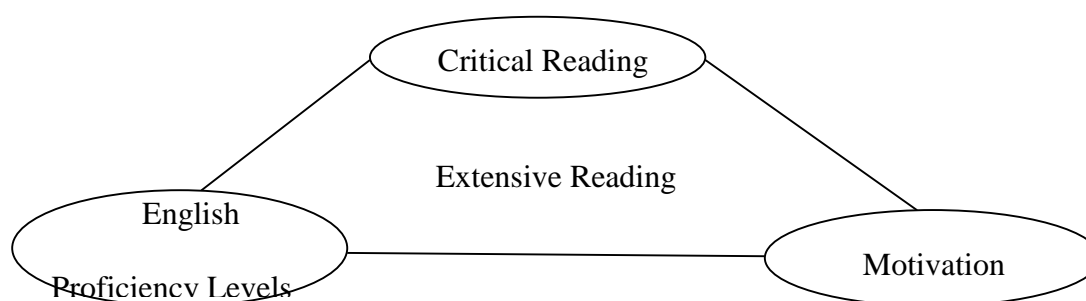 Critical Reading
Extensive Reading
English
Proficiency Levels
Motivation